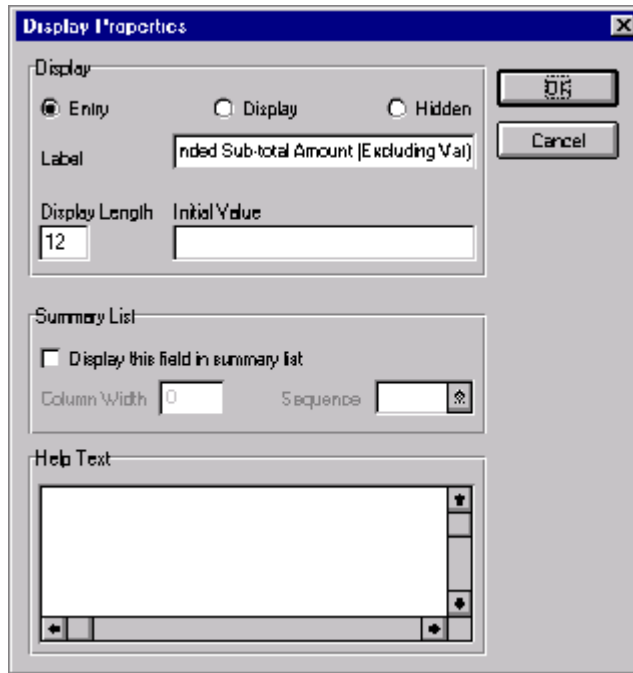 Display Properties
Display
OK
Entry Display Hidden
Cancel
Label nded Sub-total Amount (Excluding Vat)
Display Length Initial Value
12
Summary List
Display this field in summary list
Column Width 0 Sequence
Help Text